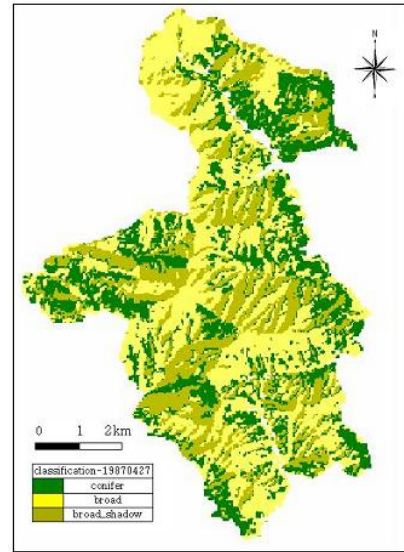 N
0 1 2km
classification-19870427
conifer
broad
broad_shadow